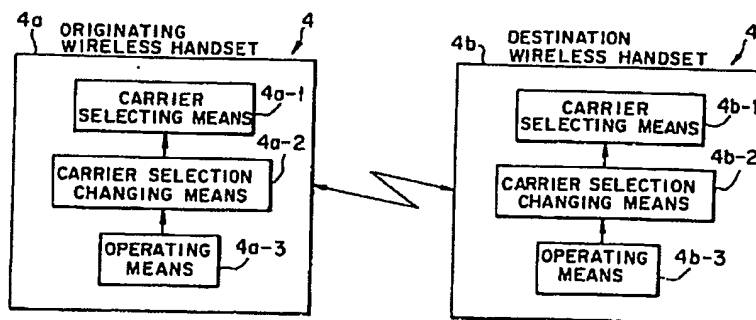 4a ORIGINATING
WIRELESS HANDSET
4
CARRIER
SELECTING MEANS
4a-1
4a-2
CARRIER SELECTION
CHANGING MEANS
OPERATING
MEANS
4a-3
4b DESTINATION
WIRELESS HANDSET
4
CARRIER
SELECTING MEANS
4b-1
4b-2
CARRIER SELECTION
CHANGING MEANS
OPERATING
MEANS
4b-3